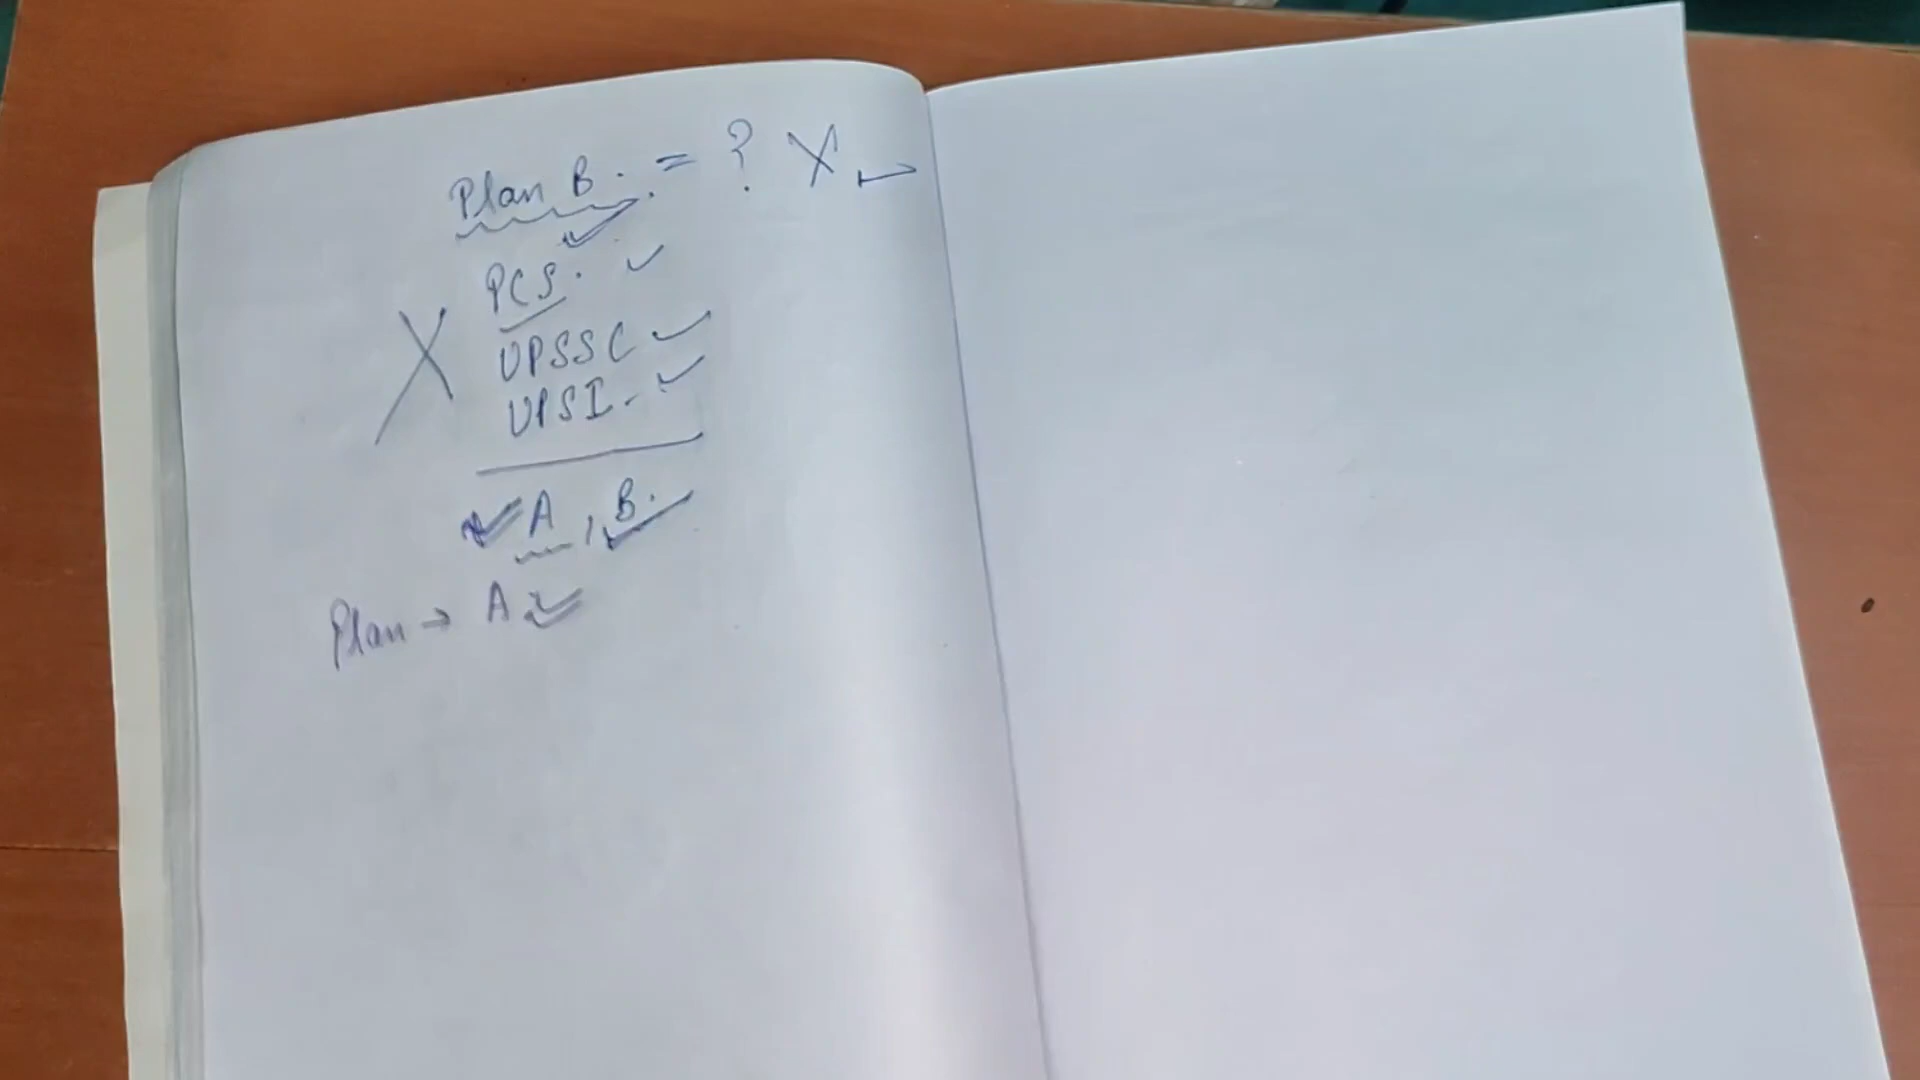 Plan B. = ? X
PCS. ✓
X
UPSSC ✓
UPSI. ✓
✓ A, B. ✓
Plan → A. ✓